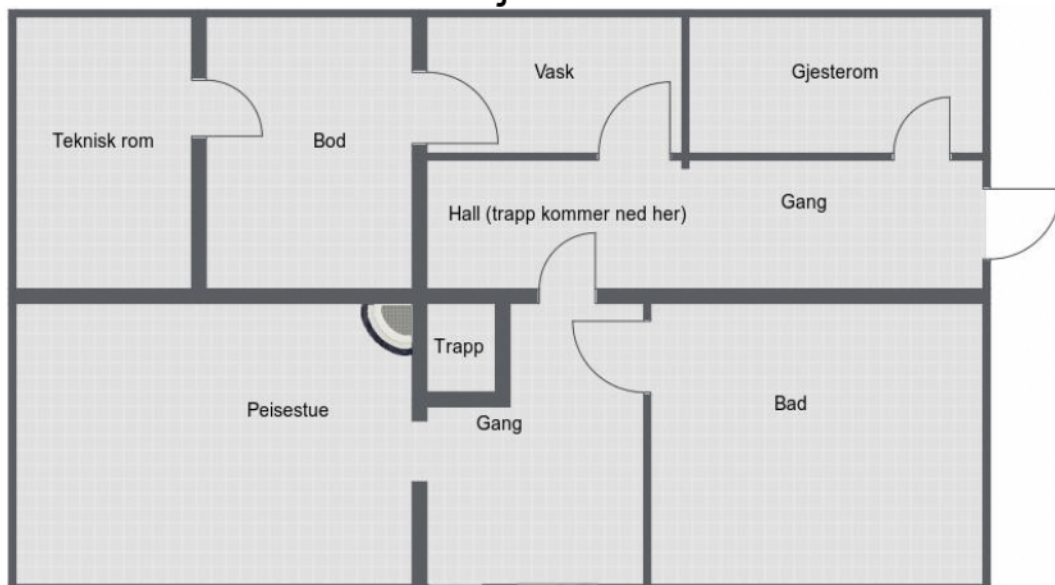 Vask
Gjesterom
Teknisk rom
Bod
Hall (trapp kommer ned her)
Gang
Trapp
Peisestue
Gang
Bad